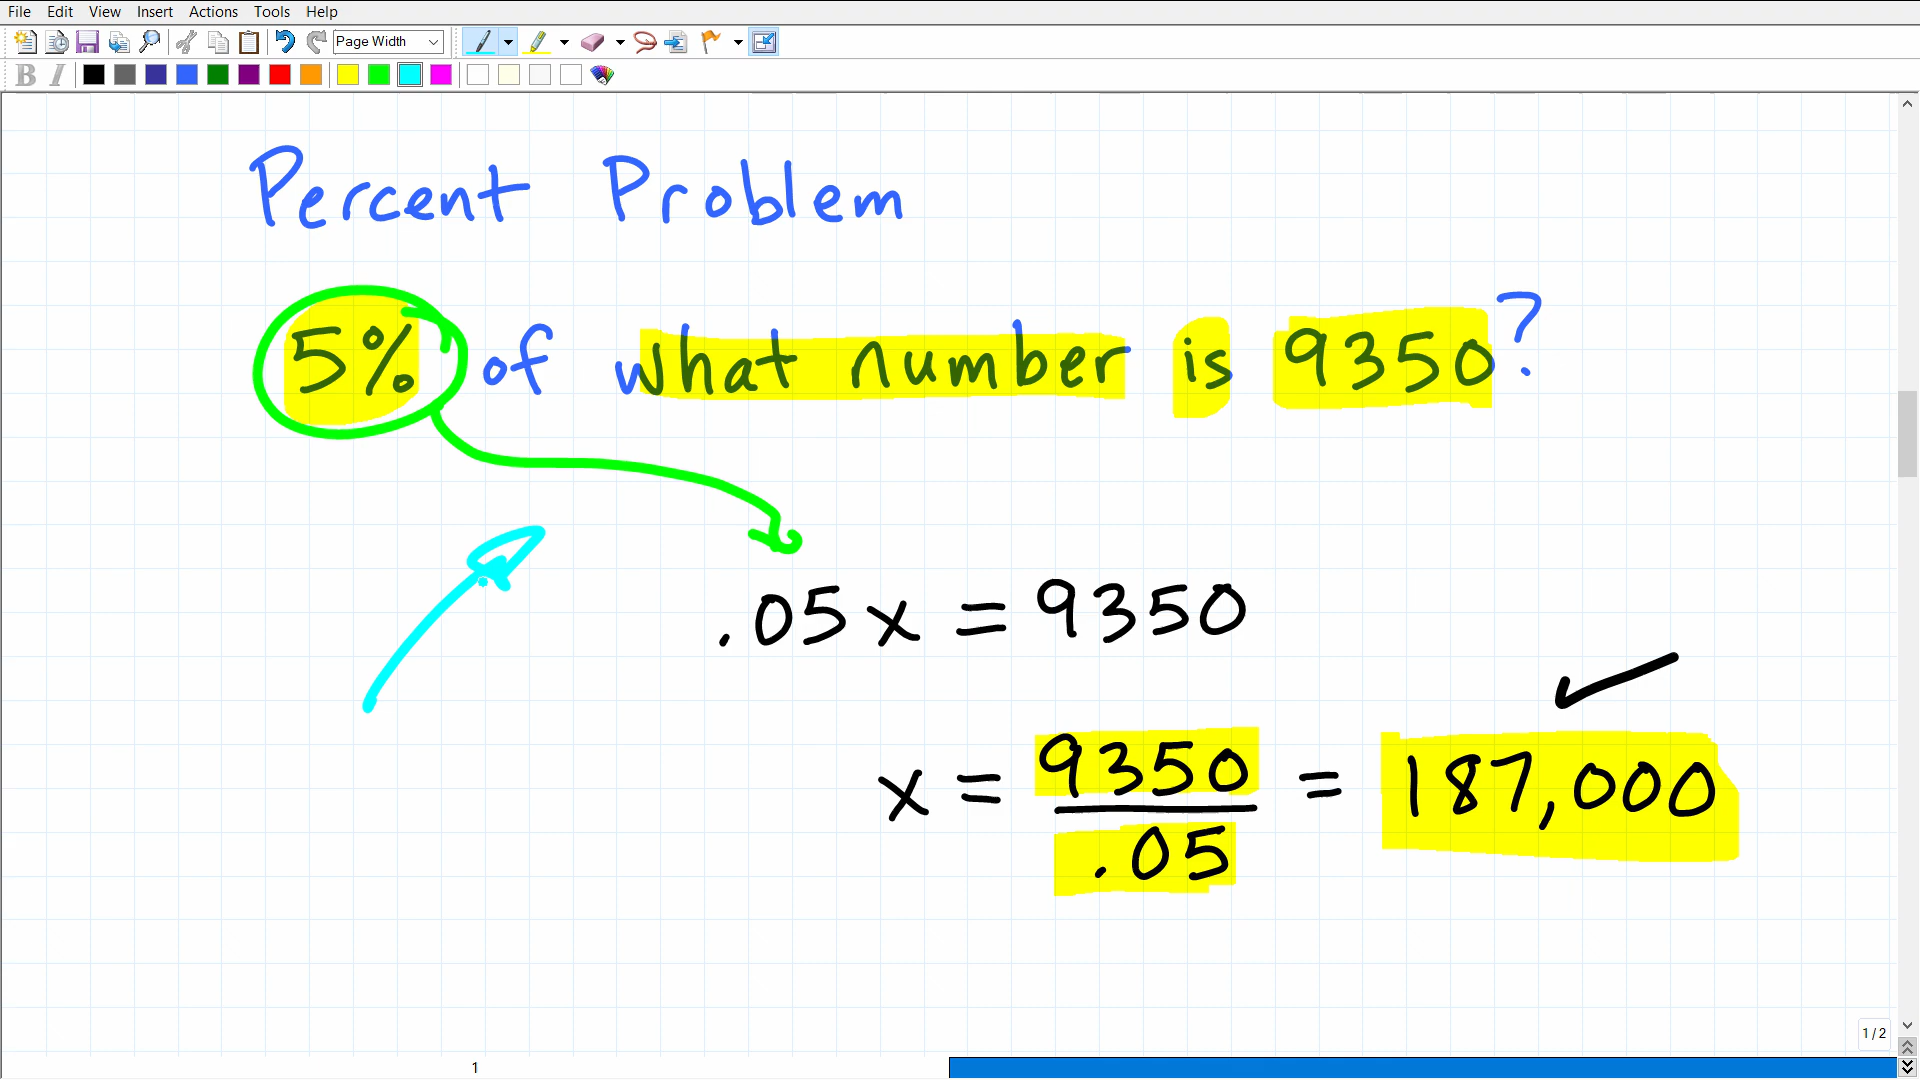 File Edit View Insert Actions Tools Help
Page Width
B I
Percent Problem
5% of what number is 9350?
.05x = 9350
x = 9350/.05 = 187,000
1 / 2
1